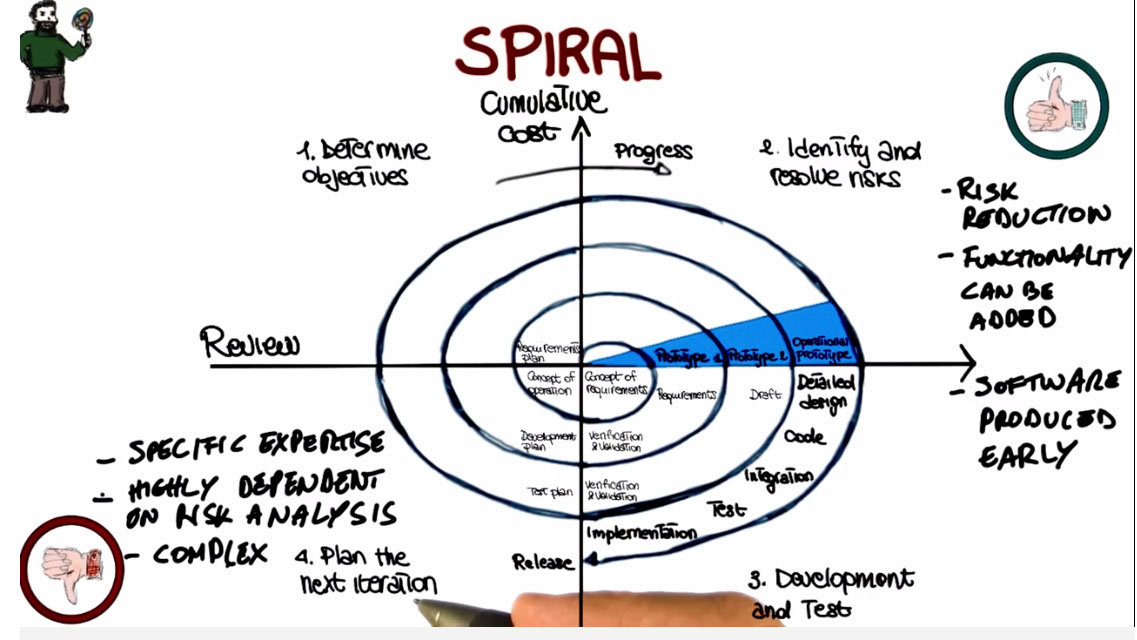 SPIRAL
Cumulative
cost
Progress
1. Determine
objectives
2. Identify and
resolve risks
- RISK
REDUCTION
- FUNCTIONALITY
CAN BE
ADDED
- SOFTWARE
PRODUCED
EARLY
Review
Requirements
plan
Prototype 1
Prototype 2
Operational
prototype
Concept of
operation
Concept of
requirements
Requirements
Draft
Detailed
design
Development
plan
Verification
& Validation
Code
Test plan
Verification
& Validation
Integration
Test
Implementation
Release
- SPECIFIC EXPERTISE
- HIGHLY DEPENDENT
ON RISK ANALYSIS
- COMPLEX
4. Plan the
next iteration
3. Development
and Test